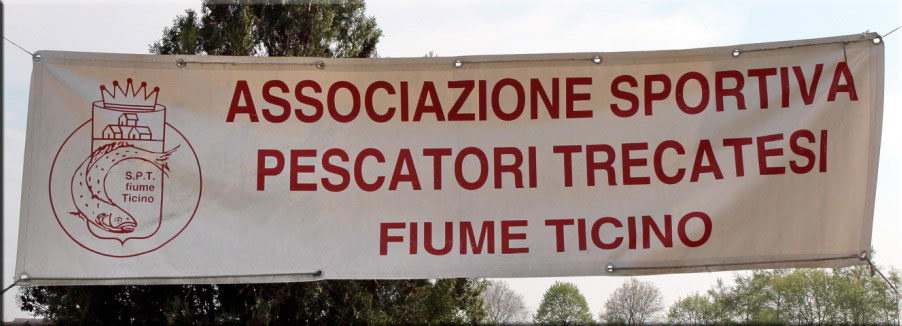 ASSOCIAZIONE SPORTIVA
PESCATORI TRECATESI
FIUME TICINO
S.P.T.
fiume
Ticino